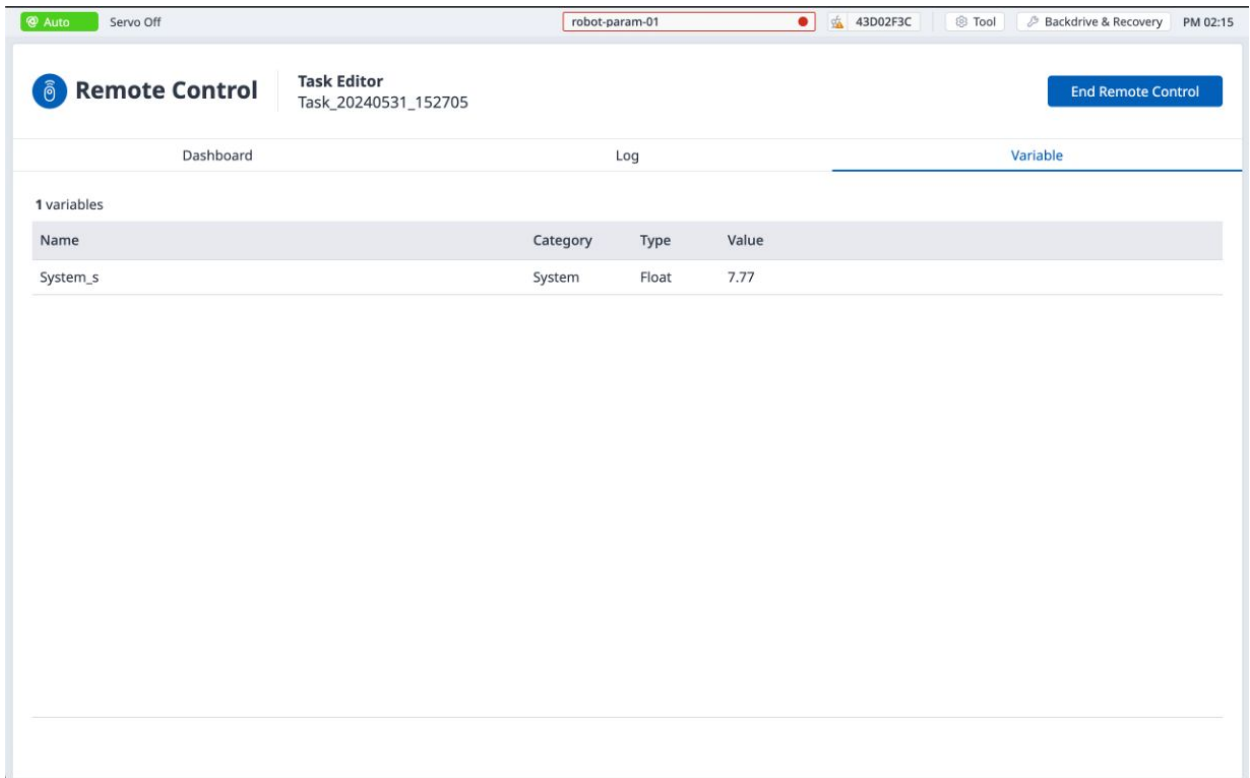 Auto Servo Off robot-param-01 43D02F3C Tool Backdrive & Recovery PM 02:15
Remote Control
Task Editor
Task_20240531_152705
End Remote Control
Dashboard Log Variable
1 variables
Name Category Type Value
System_s System Float 7.77